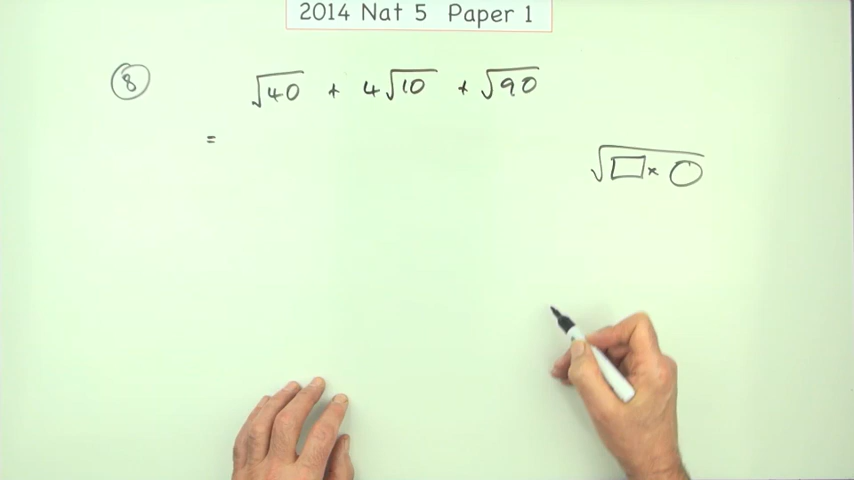 2014 Nat 5 Paper 1
8 √40 + 4√10 + √90
=
√□ × ○